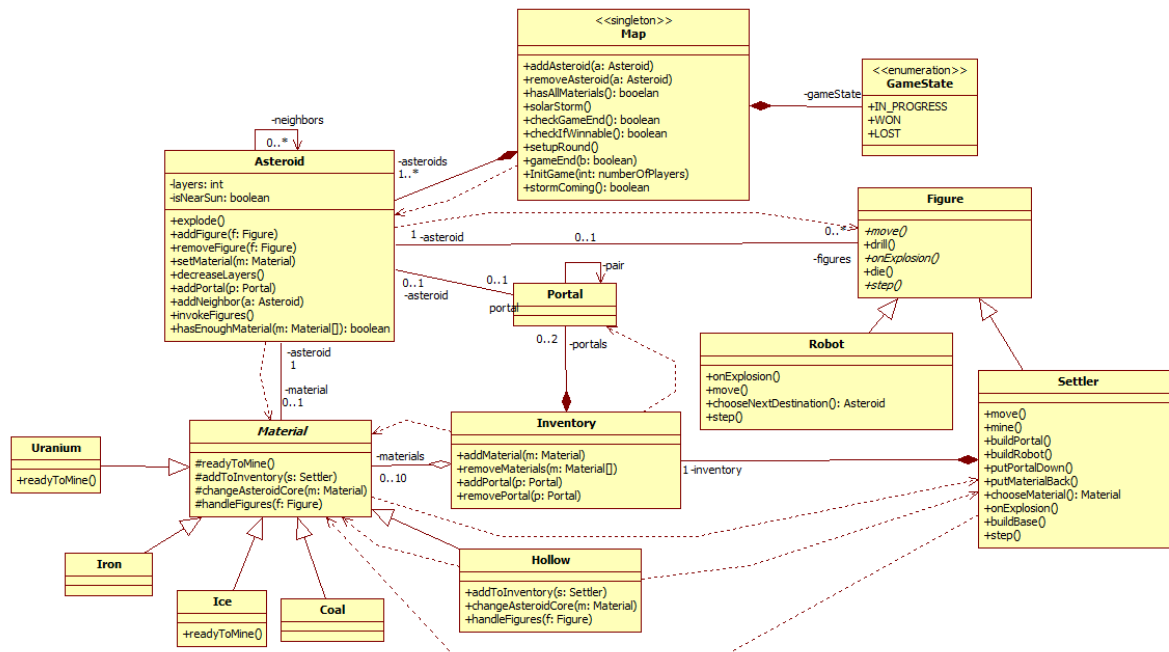 <<singleton>>
Map
+addAsteroid(a: Asteroid)
+removeAsteroid(a: Asteroid)
+hasAllMaterials(): booelan
+solarStorm()
+checkGameEnd(): boolean
+checkIfWinnable(): boolean
+setupRound()
+gameEnd(b: boolean)
+InitGame(int: numberOfPlayers)
+stormComing(): boolean
-gameState
<<enumeration>>
GameState
+IN_PROGRESS
+WON
+LOST
-neighbors
0..*
Asteroid
-layers: int
-isNearSun: boolean
+explode()
+addFigure(f: Figure)
+removeFigure(f: Figure)
+setMaterial(m: Material)
+decreaseLayers()
+addPortal(p: Portal)
+addNeighbor(a: Asteroid)
+invokeFigures()
+hasEnoughMaterial(m: Material[]): boolean
-asteroids
1..*
1
-asteroid
0..1
0..*
-figures
Figure
+move()
+drill()
+onExplosion()
+die()
+step()
0..1
-asteroid
0..1
portal
-pair
Portal
0..2
-portals
Robot
+onExplosion()
+move()
+chooseNextDestination(): Asteroid
+step()
Settler
+move()
+mine()
+buildPortal()
+buildRobot()
+putPortalDown()
+putMaterialBack()
+chooseMaterial(): Material
+onExplosion()
+buildBase()
+step()
-asteroid
1
-material
0..1
Material
#readyToMine()
#addToInventory(s: Settler)
#changeAsteroidCore(m: Material)
#handleFigures(f: Figure)
-materials
0..10
Inventory
+addMaterial(m: Material)
+removeMaterials(m: Material[])
+addPortal(p: Portal)
+removePortal(p: Portal)
1
-inventory
Uranium
+readyToMine()
Iron
Ice
+readyToMine()
Coal
Hollow
+addToInventory(s: Settler)
+changeAsteroidCore(m: Material)
+handleFigures(f: Figure)